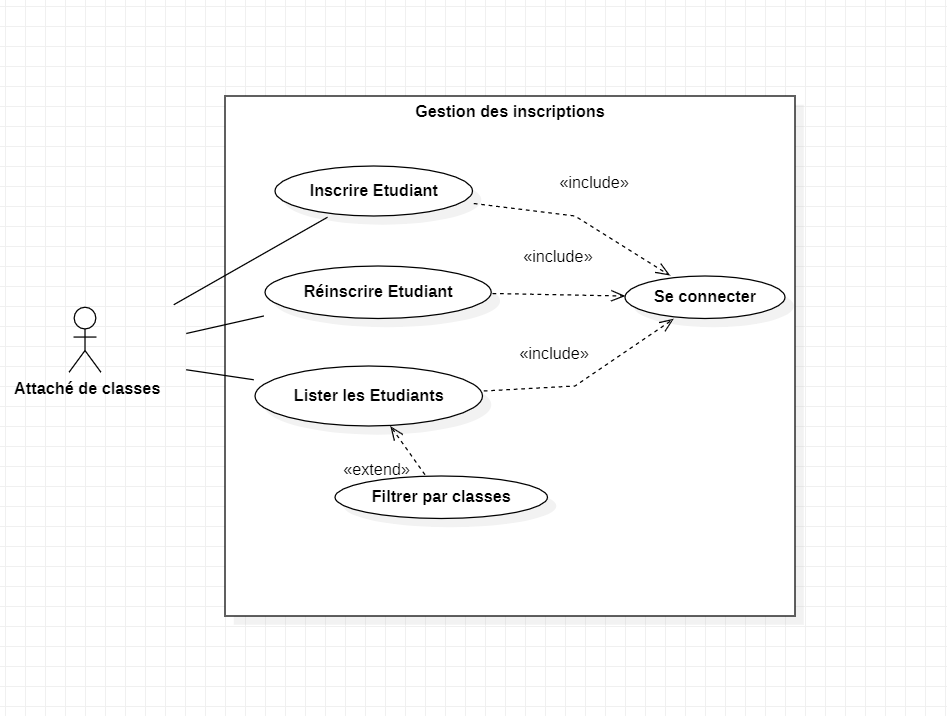 Gestion des inscriptions
Inscrire Etudiant
«include»
«include»
Réinscrire Etudiant
Se connecter
«include»
Attaché de classes
Lister les Etudiants
«extend»
Filtrer par classes